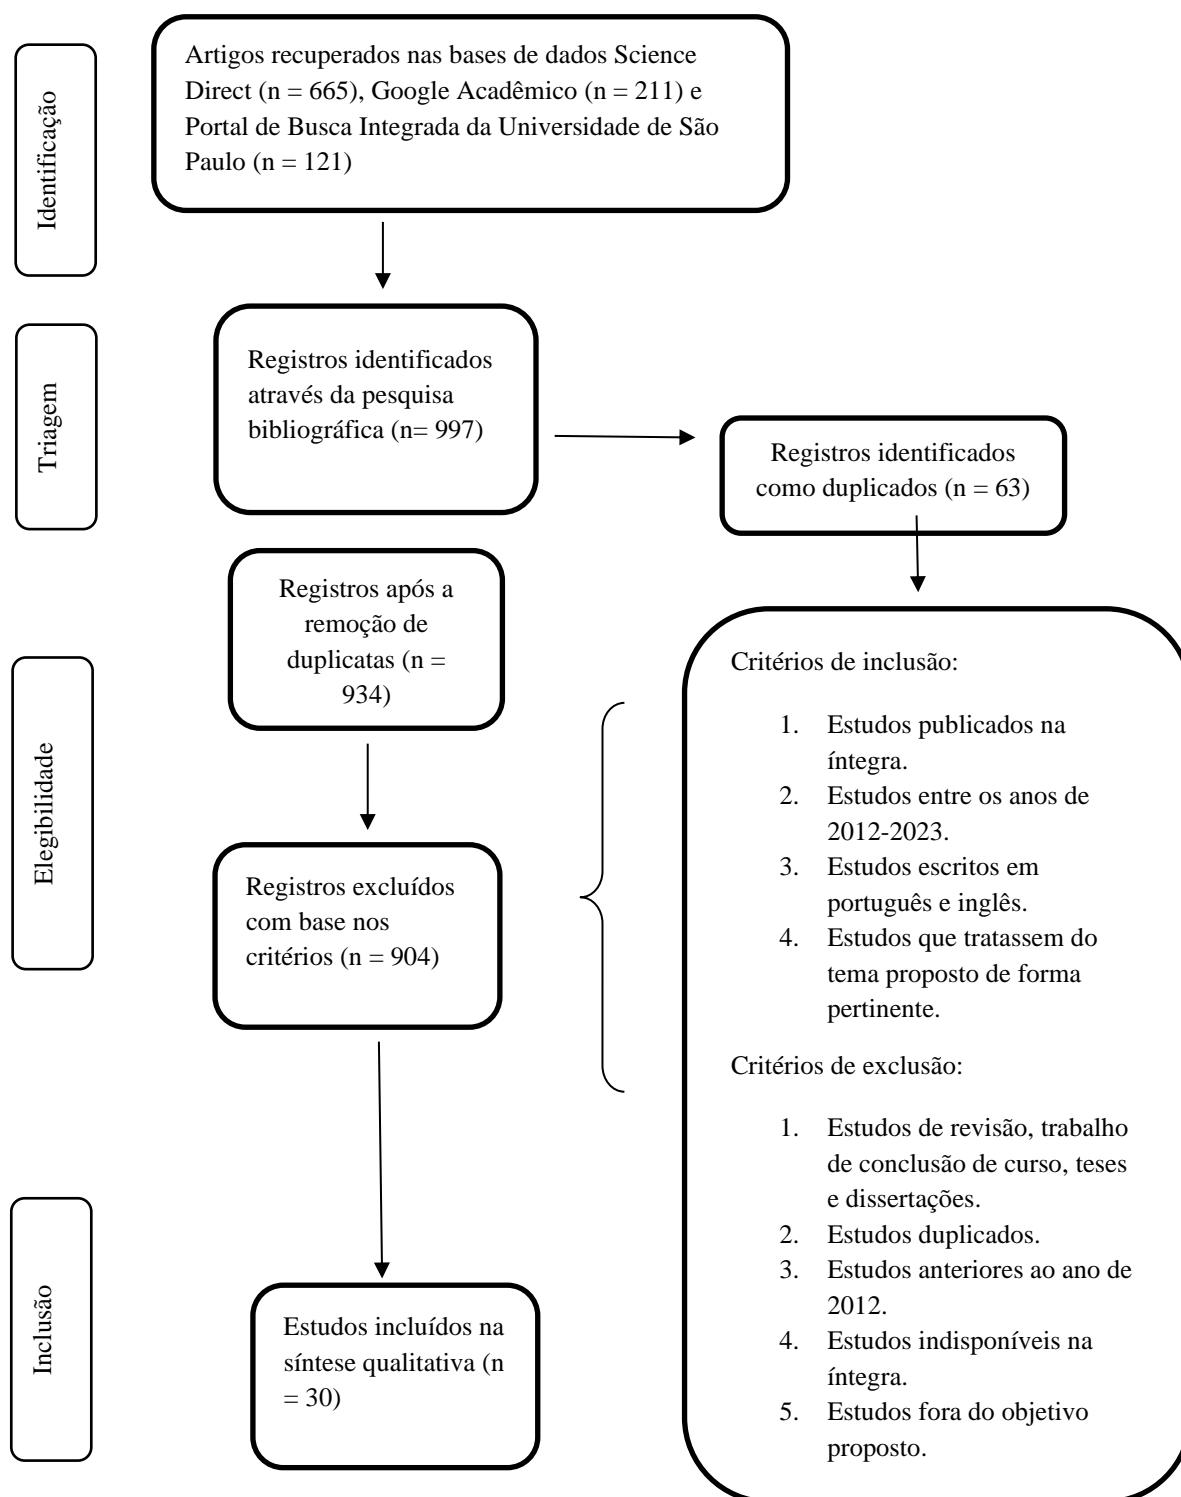 Identificação
Artigos recuperados nas bases de dados Science
Direct (n = 665), Google Acadêmico (n = 211) e
Portal de Busca Integrada da Universidade de São
Paulo (n = 121)
Triagem
Registros identificados
através da pesquisa
bibliográfica (n= 997)
Registros identificados
como duplicados (n = 63)
Elegibilidade
Registros após a
remoção de
duplicatas (n =
934)
Registros excluídos
com base nos
critérios (n = 904)
Critérios de inclusão:
1. Estudos publicados na
íntegra.
2. Estudos entre os anos de
2012-2023.
3. Estudos escritos em
português e inglês.
4. Estudos que tratassem do
tema proposto de forma
pertinente.
Critérios de exclusão:
1. Estudos de revisão, trabalho
de conclusão de curso, teses
e dissertações.
2. Estudos duplicados.
3. Estudos anteriores ao ano de
2012.
4. Estudos indisponíveis na
íntegra.
5. Estudos fora do objetivo
proposto.
Inclusão
Estudos incluídos na
síntese qualitativa (n
= 30)